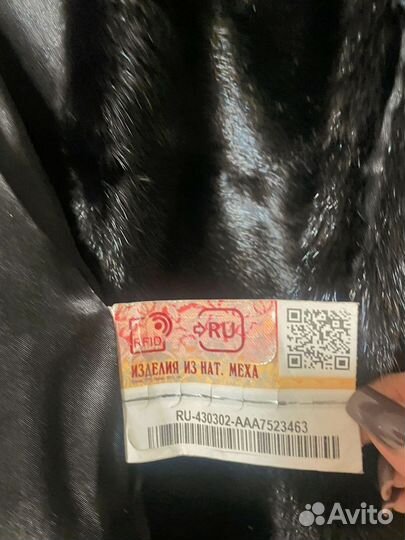 RFID
RU
ИЗДЕЛИЯ ИЗ НАТ. МЕХА
RU-430302-AAA7523463
Avito